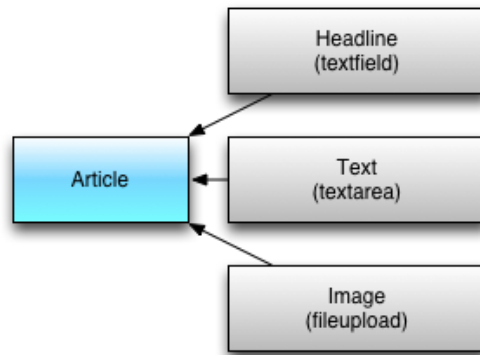 Headline
(textfield)
Article
Text
(textarea)
Image
(fileupload)